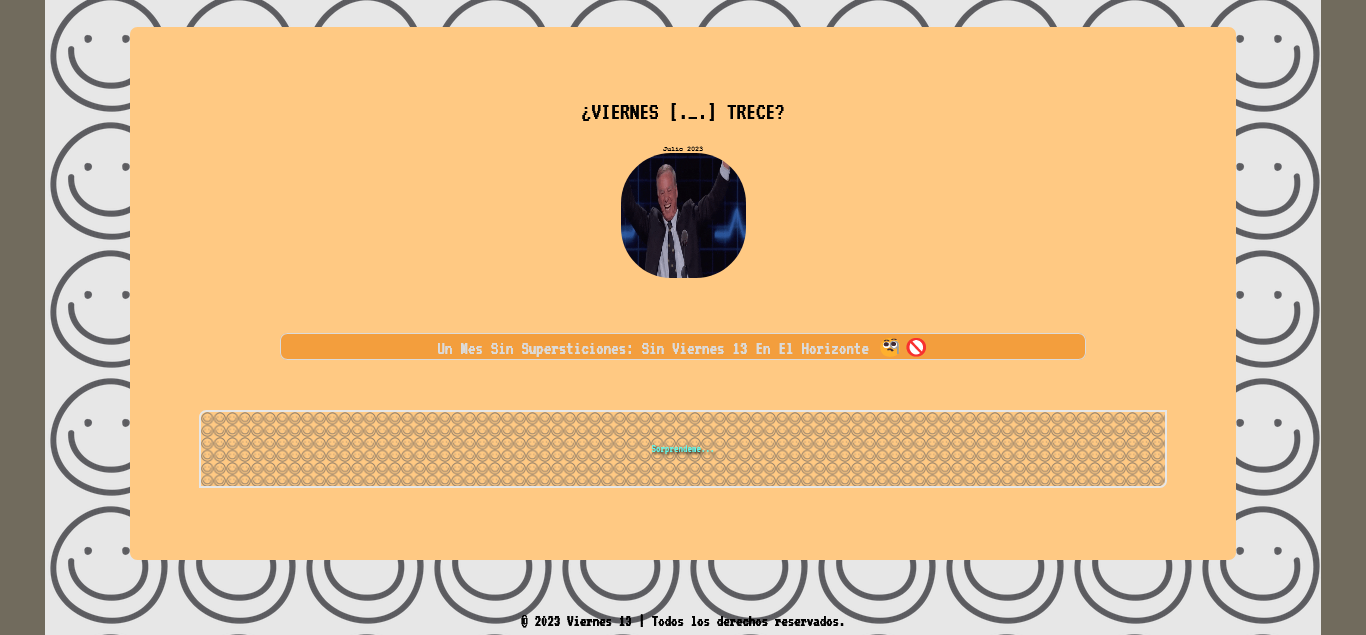 ¿VIERNES [._.] TRECE?
Julio 2023
Un Mes Sin Supersticiones: Sin Viernes 13 En El Horizonte
Sorprendeme...
© 2023 Viernes 13 | Todos los derechos reservados.